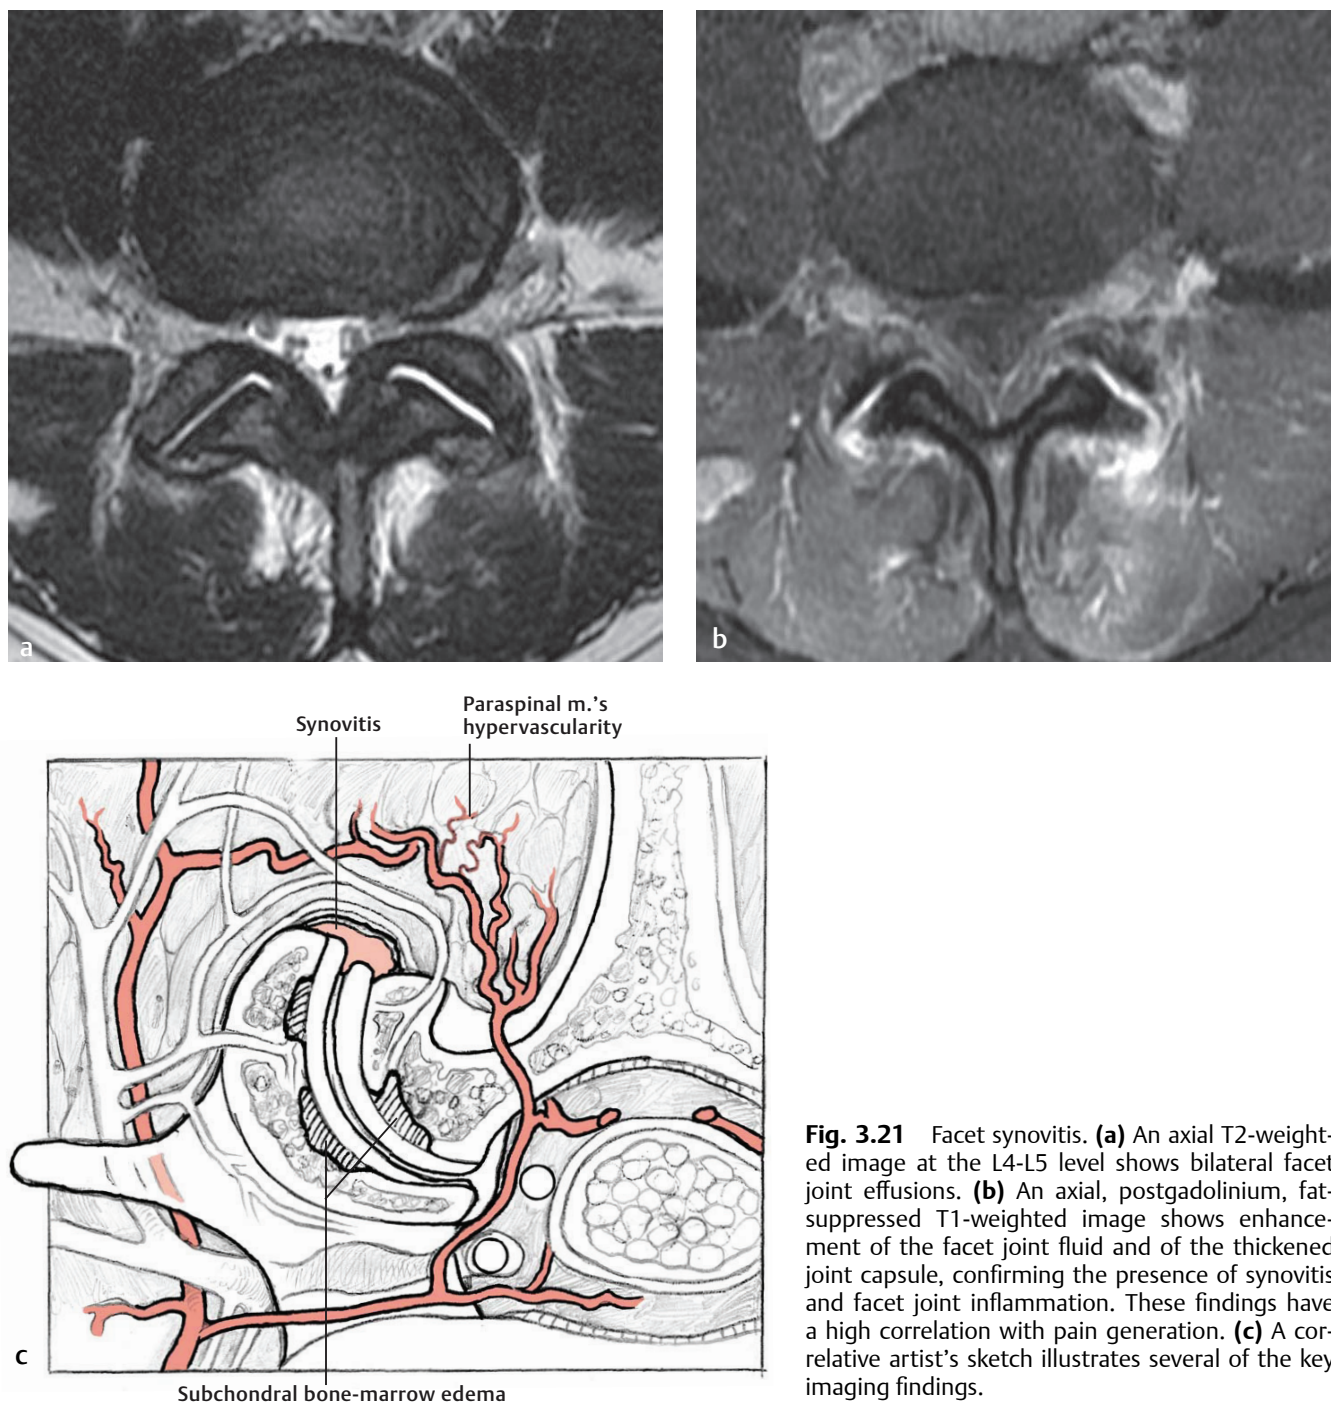 a
b
Synovitis
Paraspinal m.'s
hypervascularity
c
Subchondral bone-marrow edema
Fig. 3.21 Facet synovitis. (a) An axial T2-weight-
ed image at the L4-L5 level shows bilateral facet
joint effusions. (b) An axial, postgadolinium, fat-
suppressed T1-weighted image shows enhance-
ment of the facet joint fluid and of the thickened
joint capsule, confirming the presence of synovitis
and facet joint inflammation. These findings have
a high correlation with pain generation. (c) A cor-
relative artist's sketch illustrates several of the key
imaging findings.